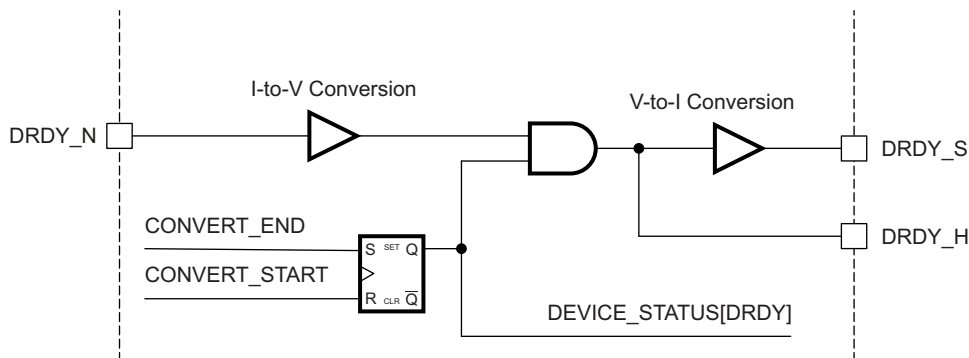 I-to-V Conversion
V-to-I Conversion
DRDY_N
DRDY_S
CONVERT_END
DRDY_H
S SET Q
CONVERT_START
R CLR Q̅
DEVICE_STATUS[DRDY]